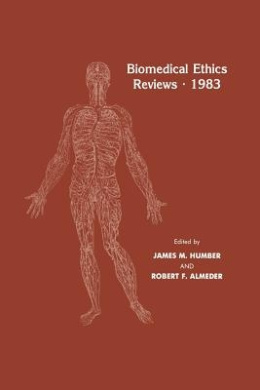 Biomedical Ethics
Reviews · 1983
Edited by
JAMES M. HUMBER
AND
ROBERT F. ALMEDER